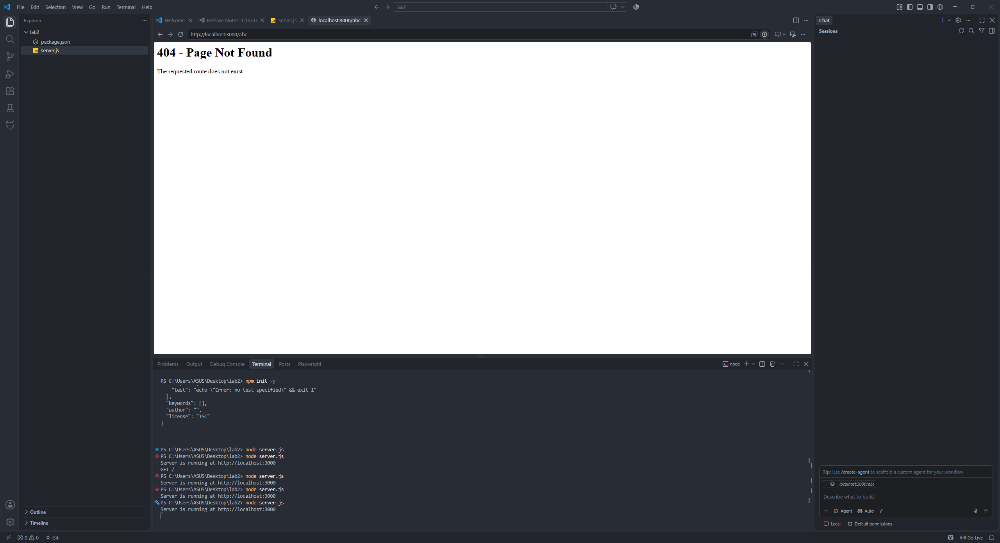 File Edit Selection View Go Run Terminal Help
lab2
Explorer
lab2
package.json
server.js
Outline
Timeline
Welcome
Release Notes: 1.137.0
server.js
localhost:3000/abc
http://localhost:3000/abc
404 - Page Not Found
The requested route does not exist.
Problems Output Debug Console Terminal Ports Playwright
node
PS C:\Users\ASUS\Desktop\lab2> npm init -y
"test": "echo \"Error: no test specified\" && exit 1"
},
"keywords": [],
"author": "",
"license": "ISC"
}
PS C:\Users\ASUS\Desktop\lab2> node server.js
PS C:\Users\ASUS\Desktop\lab2> node server.js
Server is running at http://localhost:3000
GET /
PS C:\Users\ASUS\Desktop\lab2> node server.js
Server is running at http://localhost:3000
PS C:\Users\ASUS\Desktop\lab2> node server.js
Server is running at http://localhost:3000
PS C:\Users\ASUS\Desktop\lab2> node server.js
Server is running at http://localhost:3000
Chat
Sessions
Tip: Use /create-agent to scaffold a custom agent for your workflow.
localhost:3000/abc
Describe what to build
Agent Auto
Local Default permissions
0 0 Git
Go Live